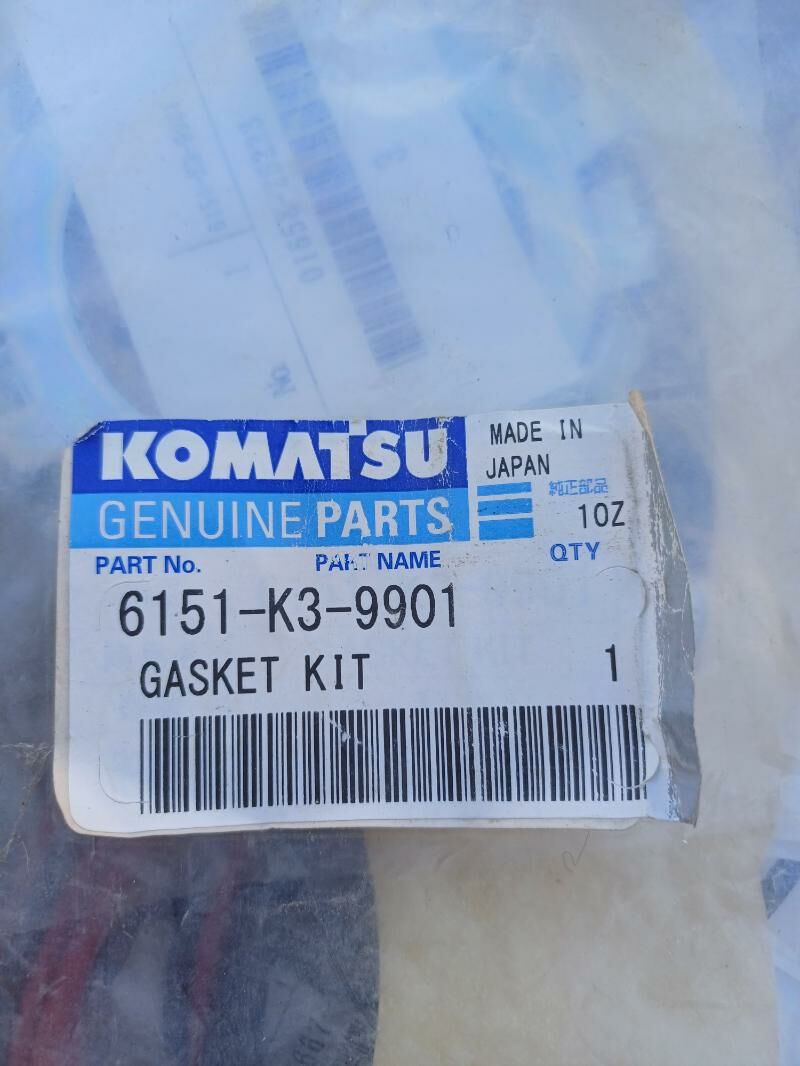 KOMATSU
GENUINE PARTS
MADE IN
JAPAN
純正部品
10Z
PART No.
PART NAME
QTY
6151-K3-9901
GASKET KIT
1